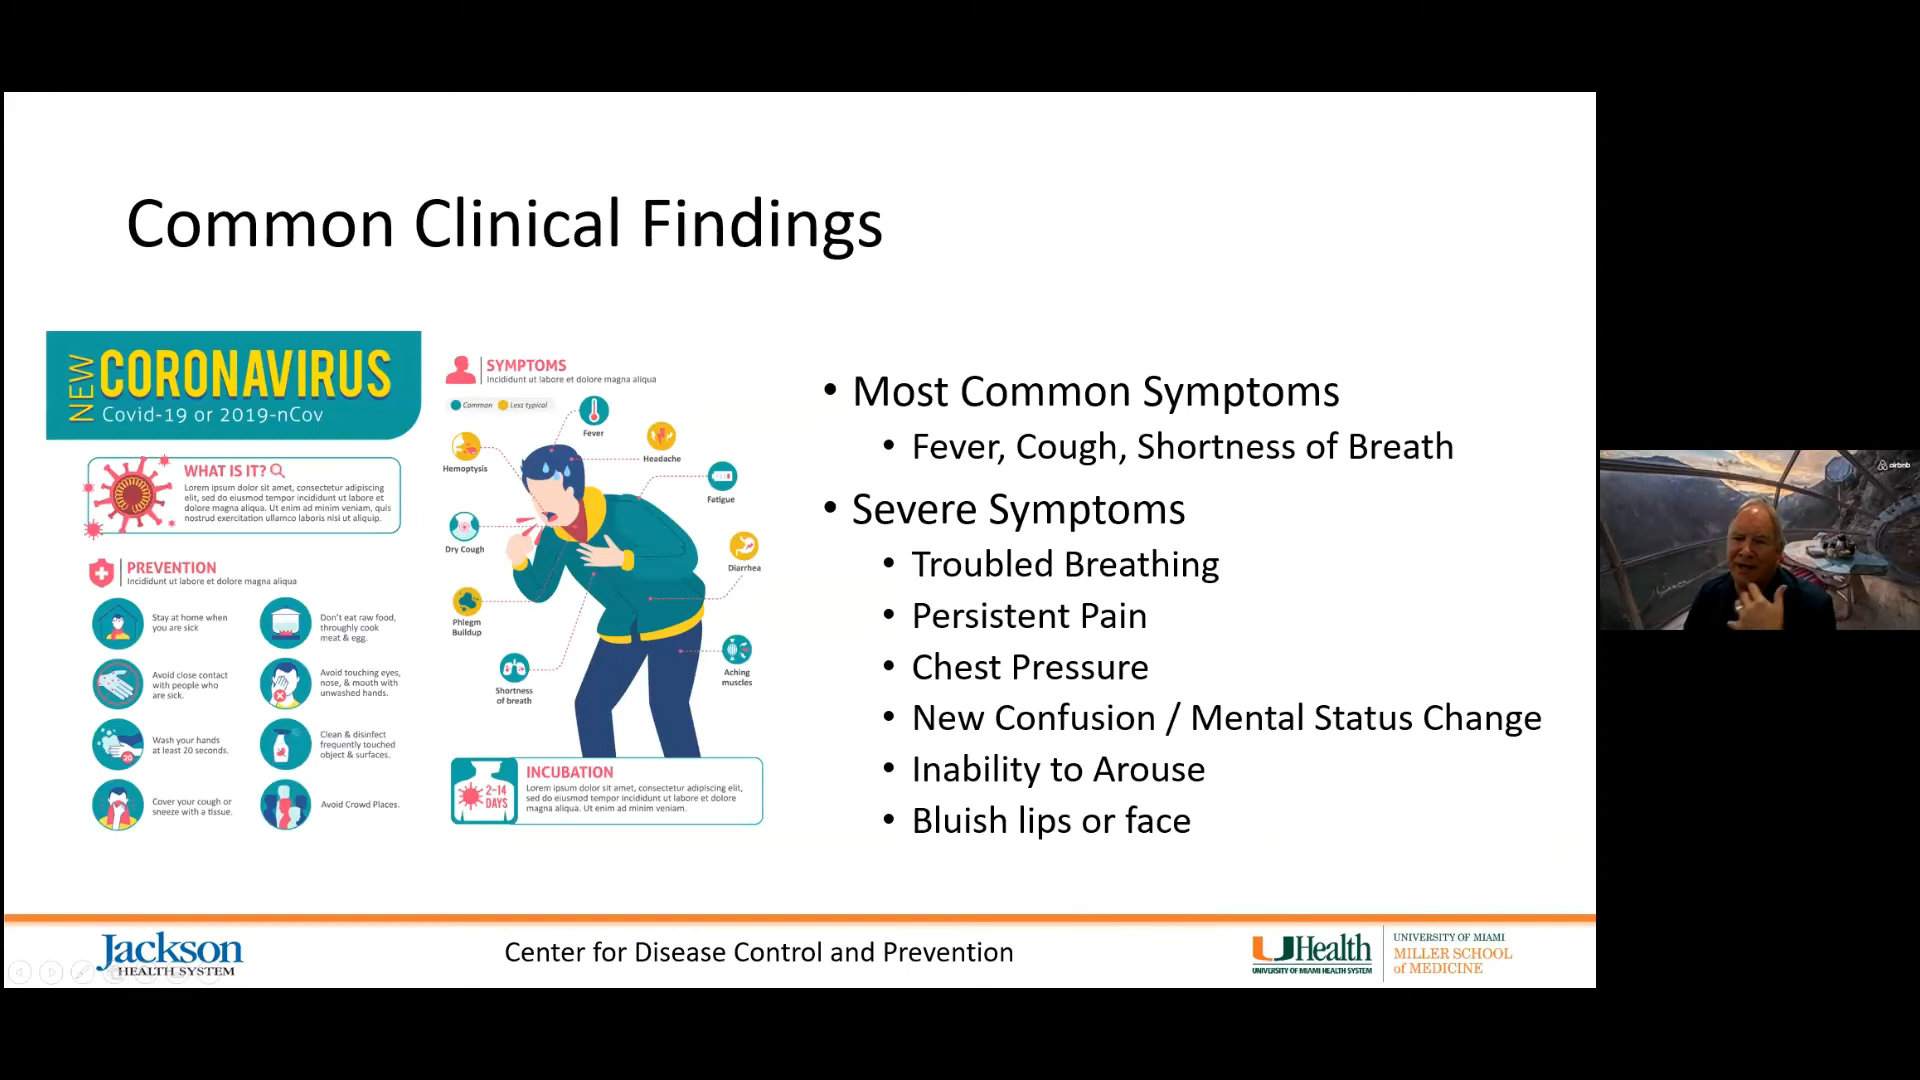 Common Clinical Findings
NEW
CORONAVIRUS
Covid-19 or 2019-nCov
WHAT IS IT?
Lorem ipsum dolor sit amet, consectetur adipiscing
elit, sed do eiusmod tempor incididunt ut labore et
dolore magna aliqua. Ut enim ad minim veniam, quis
nostrud exercitation ullamco laboris nisi ut aliquip.
PREVENTION
Incididunt ut labore et dolore magna aliqua
Stay at home when
you are sick
Don't eat raw food,
throughly cook
meat & egg.
Avoid close contact
with people who
are sick.
Avoid touching eyes,
nose, & mouth with
unwashed hands.
Wash your hands
at least 20 seconds.
20
Clean & disinfect
frequently touched
object & surfaces.
Cover your cough or
sneeze with a tissue.
Avoid Crowd Places.
SYMPTOMS
Incididunt ut labore et dolore magna aliqua
Common
Less typical
Fever
Headache
Hemoptysis
Fatigue
Dry Cough
Diarrhea
Phlegm
Buildup
Aching
muscles
Shortness
of breath
2-14
DAYS
INCUBATION
Lorem ipsum dolor sit amet, consectetur adipiscing elit,
sed do eiusmod tempor incididunt ut labore et dolore
magna aliqua. Ut enim ad minim veniam.
• Most Common Symptoms
• Fever, Cough, Shortness of Breath
• Severe Symptoms
• Troubled Breathing
• Persistent Pain
• Chest Pressure
• New Confusion / Mental Status Change
• Inability to Arouse
• Bluish lips or face
airbnb
Jackson
HEALTH SYSTEM
Center for Disease Control and Prevention
UHealth
UNIVERSITY OF MIAMI HEALTH SYSTEM
UNIVERSITY OF MIAMI
MILLER SCHOOL
of MEDICINE